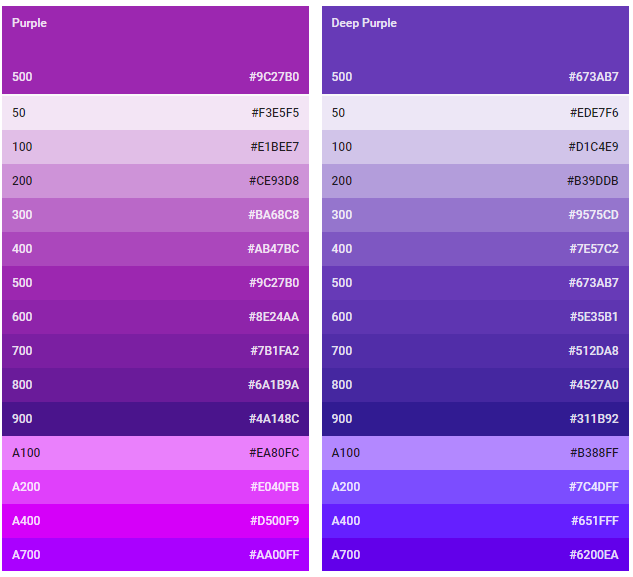 Purple
500 #9C27B0
50 #F3E5F5
100 #E1BEE7
200 #CE93D8
300 #BA68C8
400 #AB47BC
500 #9C27B0
600 #8E24AA
700 #7B1FA2
800 #6A1B9A
900 #4A148C
A100 #EA80FC
A200 #E040FB
A400 #D500F9
A700 #AA00FF
Deep Purple
500 #673AB7
50 #EDE7F6
100 #D1C4E9
200 #B39DDB
300 #9575CD
400 #7E57C2
500 #673AB7
600 #5E35B1
700 #512DA8
800 #4527A0
900 #311B92
A100 #B388FF
A200 #7C4DFF
A400 #651FFF
A700 #6200EA